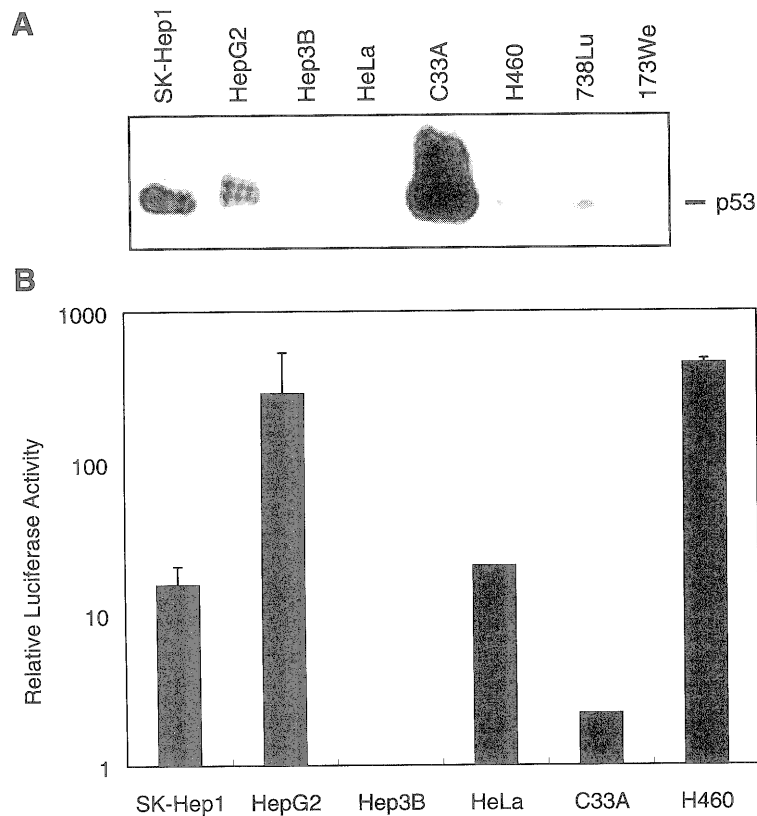 A
SK-Hep1
HepG2
Hep3B
HeLa
C33A
H460
738Lu
173We
p53
B
Relative Luciferase Activity
1000
100
10
1
SK-Hep1 HepG2 Hep3B HeLa C33A H460